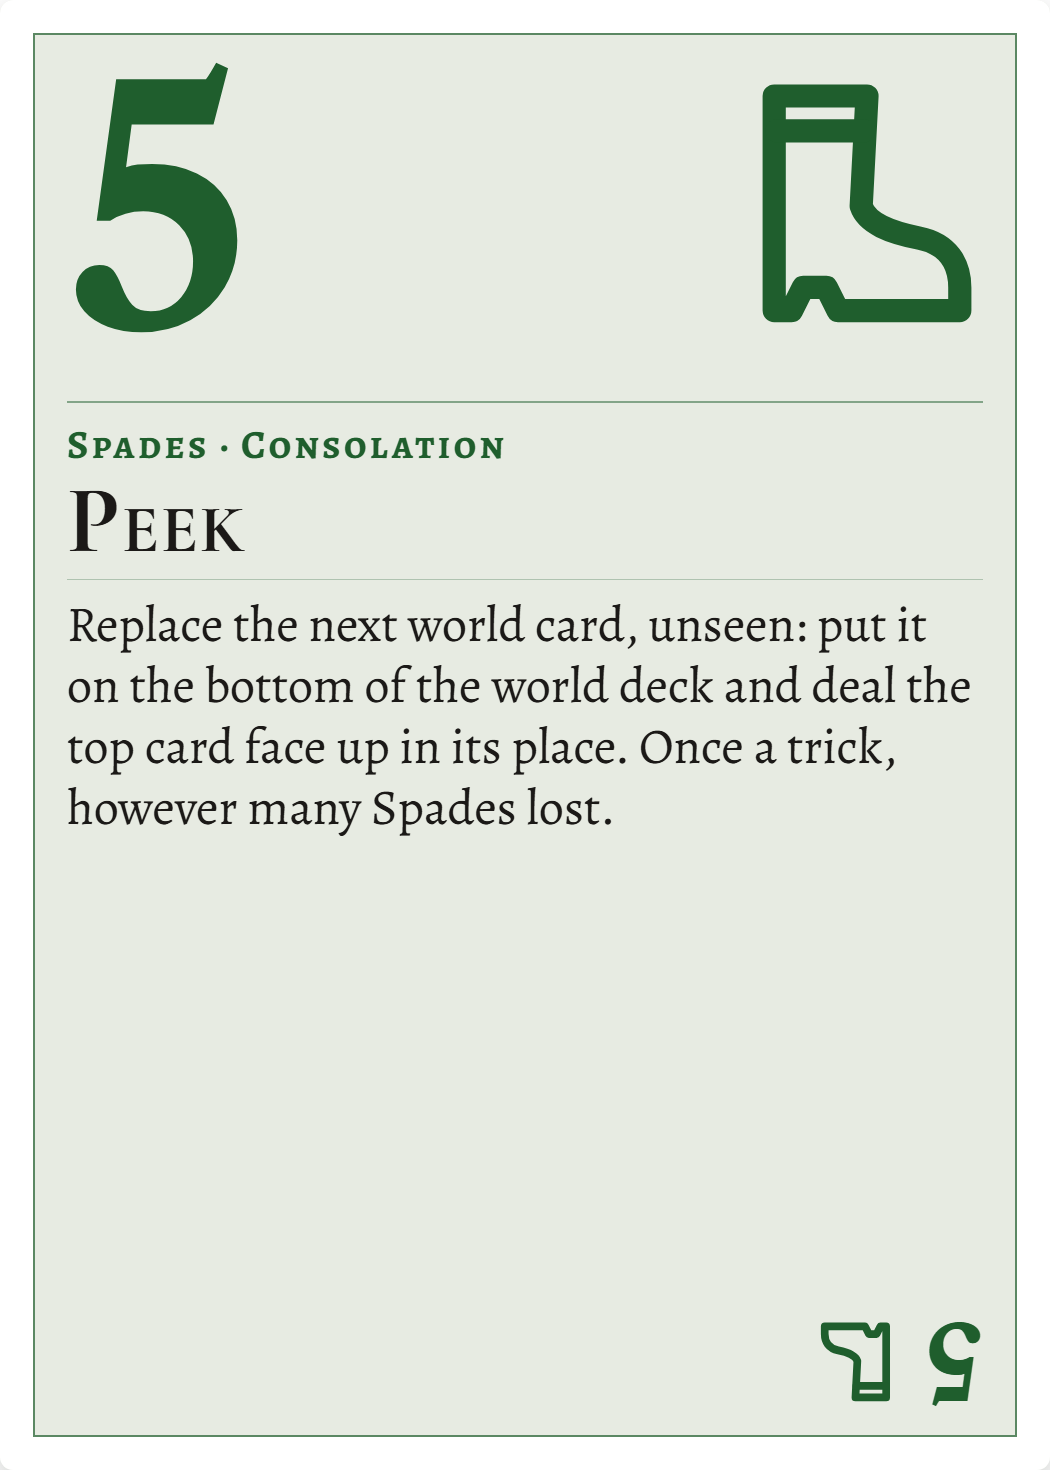 5
Spades · Consolation
Peek
Replace the next world card, unseen: put it
on the bottom of the world deck and deal the
top card face up in its place. Once a trick,
however many Spades lost.
5